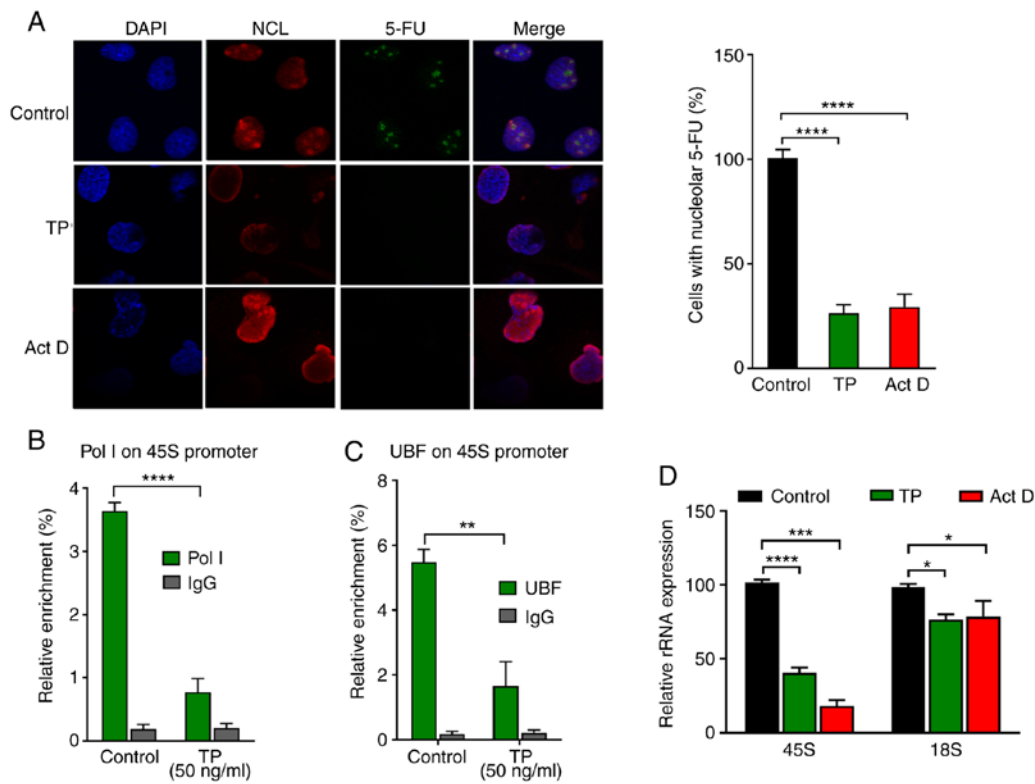 A
DAPI NCL 5-FU Merge
Control
TP
Act D
Cells with nucleolar 5-FU (%)
150
100
50
0
****
****
Control TP Act D
B
Pol I on 45S promoter
Relative enrichment (%)
4
3
2
1
0
****
Pol I
IgG
Control TP
(50 ng/ml)
C
UBF on 45S promoter
Relative enrichment (%)
8
6
4
2
0
**
UBF
IgG
Control TP
(50 ng/ml)
D
Control TP Act D
Relative rRNA expression
150
100
50
0
***
****
*
*
45S 18S